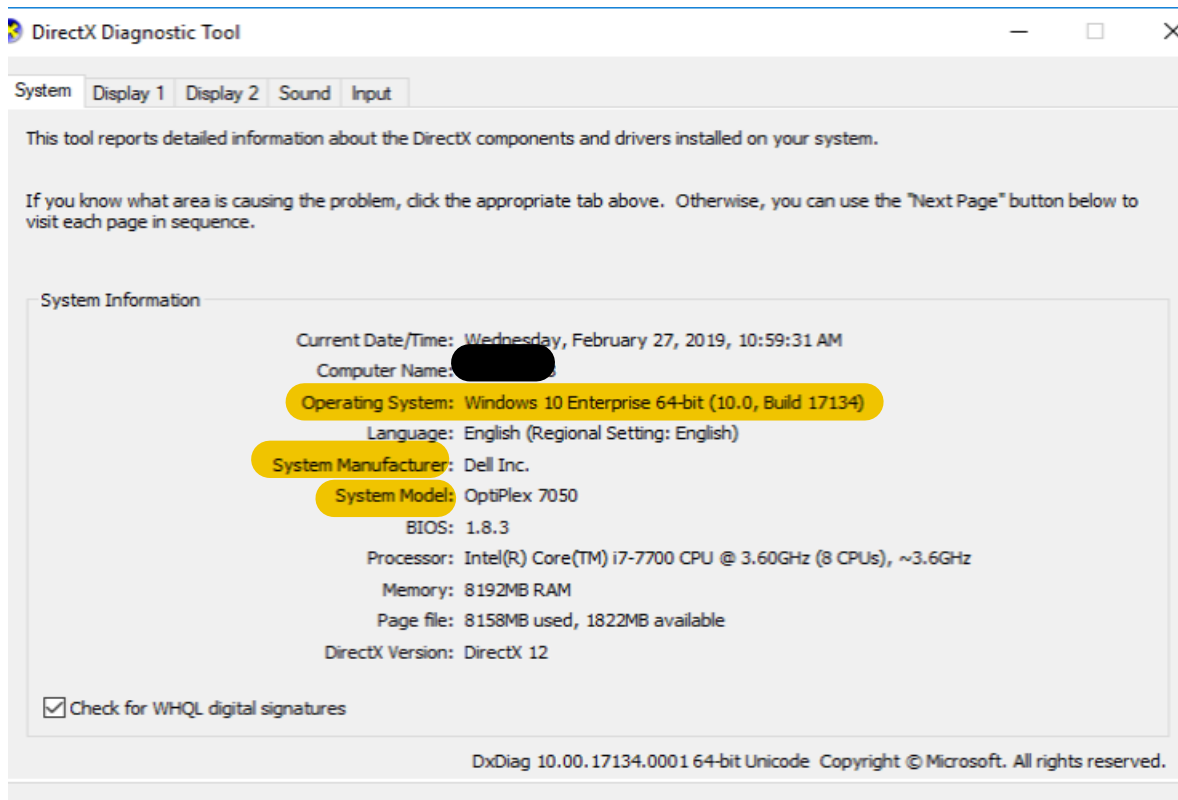 DirectX Diagnostic Tool
System Display 1 Display 2 Sound Input
This tool reports detailed information about the DirectX components and drivers installed on your system.
If you know what area is causing the problem, click the appropriate tab above.  Otherwise, you can use the "Next Page" button below to
visit each page in sequence.
System Information
Current Date/Time: Wednesday, February 27, 2019, 10:59:31 AM
Computer Name:
Operating System: Windows 10 Enterprise 64-bit (10.0, Build 17134)
Language: English (Regional Setting: English)
System Manufacturer: Dell Inc.
System Model: OptiPlex 7050
BIOS: 1.8.3
Processor: Intel(R) Core(TM) i7-7700 CPU @ 3.60GHz (8 CPUs), ~3.6GHz
Memory: 8192MB RAM
Page file: 8158MB used, 1822MB available
DirectX Version: DirectX 12
Check for WHQL digital signatures
DxDiag 10.00.17134.0001 64-bit Unicode  Copyright © Microsoft. All rights reserved.